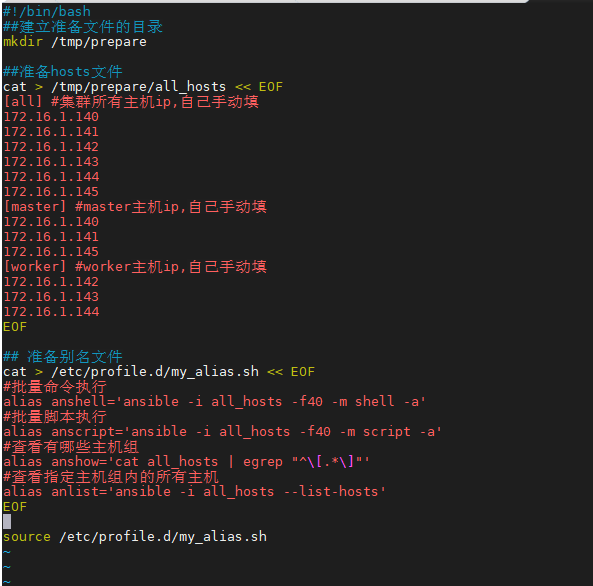 #!/bin/bash
##建立准备文件的目录
mkdir /tmp/prepare
##准备hosts文件
cat > /tmp/prepare/all_hosts << EOF
[all] #集群所有主机ip,自己手动填
172.16.1.140
172.16.1.141
172.16.1.142
172.16.1.143
172.16.1.144
172.16.1.145
[master] #master主机ip,自己手动填
172.16.1.140
172.16.1.141
172.16.1.145
[worker] #worker主机ip,自己手动填
172.16.1.142
172.16.1.143
172.16.1.144
EOF
## 准备别名文件
cat > /etc/profile.d/my_alias.sh << EOF
#批量命令执行
alias anshell='ansible -i all_hosts -f40 -m shell -a'
#批量脚本执行
alias anscript='ansible -i all_hosts -f40 -m script -a'
#查看有哪些主机组
alias anshow='cat all_hosts | egrep "^\[.*\]"'
#查看指定主机组内的所有主机
alias anlist='ansible -i all_hosts --list-hosts'
EOF
source /etc/profile.d/my_alias.sh
~
~
~